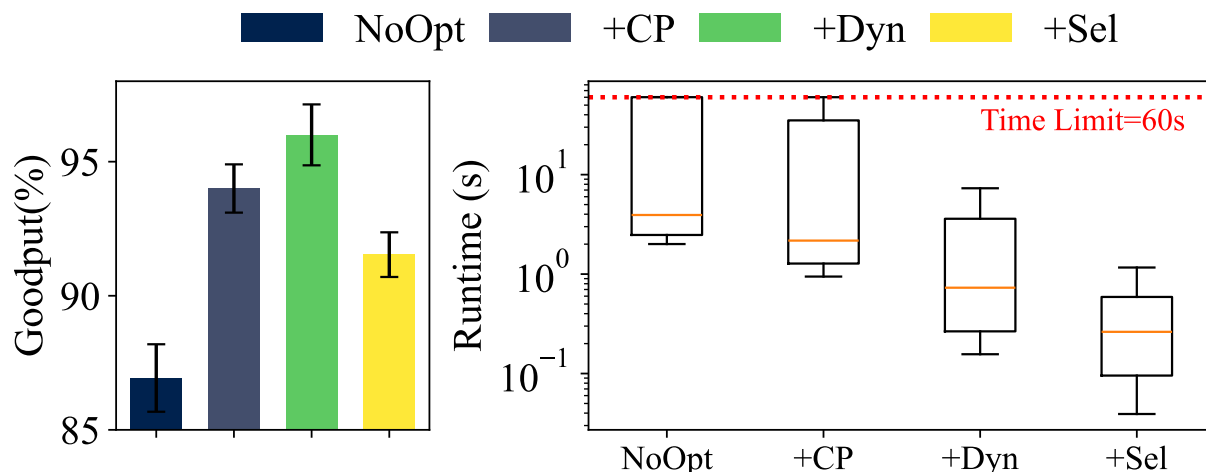 NoOpt +CP +Dyn +Sel
Goodput(%)
95
90
85
Runtime (s)
10^1
10^0
10^−1
Time Limit=60s
NoOpt +CP +Dyn +Sel